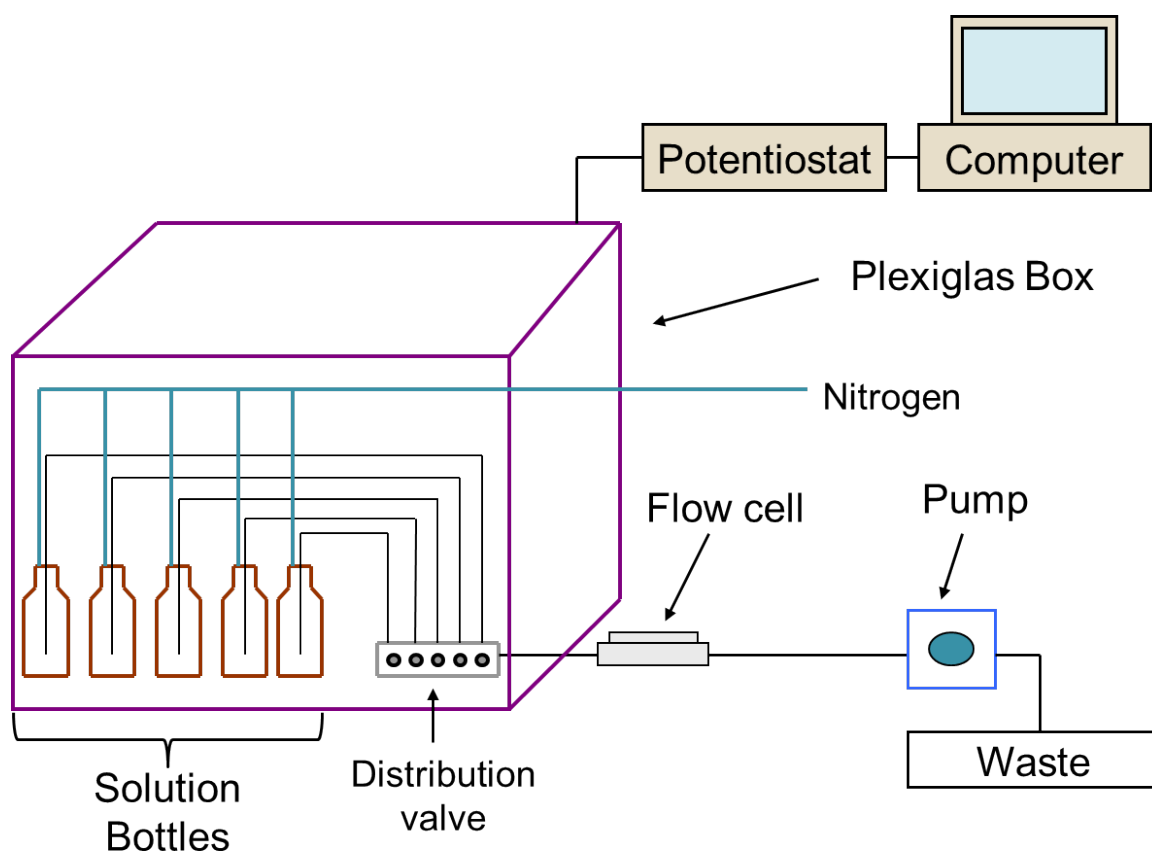 Potentiostat
Computer
Plexiglas Box
Nitrogen
Flow cell
Pump
Waste
Distribution
valve
Solution
Bottles